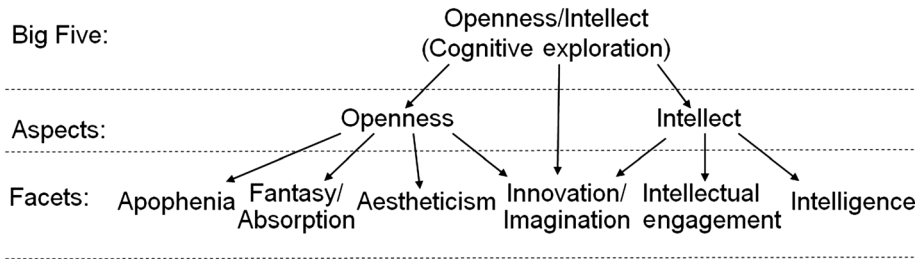 Big Five:
Openness/Intellect
(Cognitive exploration)
Aspects:
Openness
Intellect
Facets:
Apophenia
Fantasy/
Absorption
Aestheticism
Innovation/
Imagination
Intellectual
engagement
Intelligence